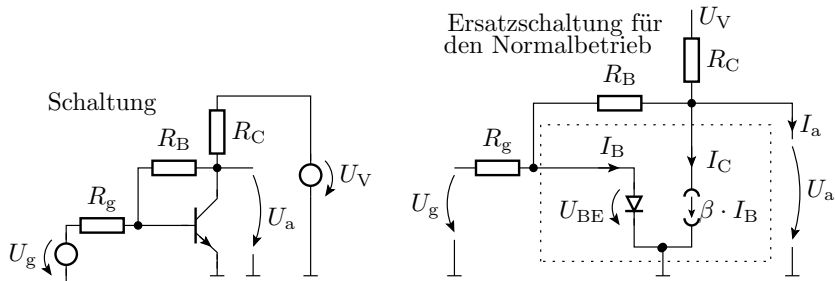 Schaltung
R_B
R_C
R_g
U_g
U_a
U_V
Ersatzschaltung für
den Normalbetrieb
U_V
R_C
R_B
R_g
I_a
I_B
I_C
U_g
U_BE
β · I_B
U_a